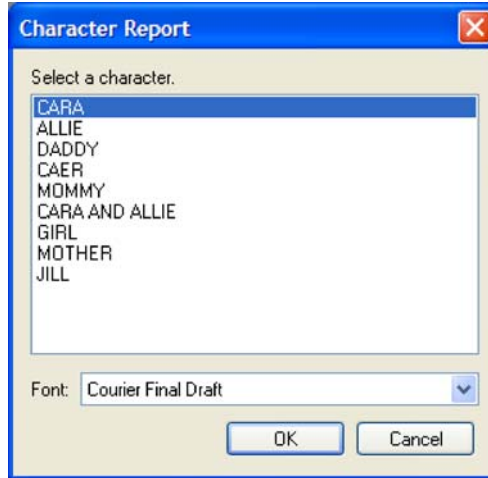 Character Report
Select a character.
CARA
ALLIE
DADDY
CAER
MOMMY
CARA AND ALLIE
GIRL
MOTHER
JILL
Font: Courier Final Draft
OK Cancel